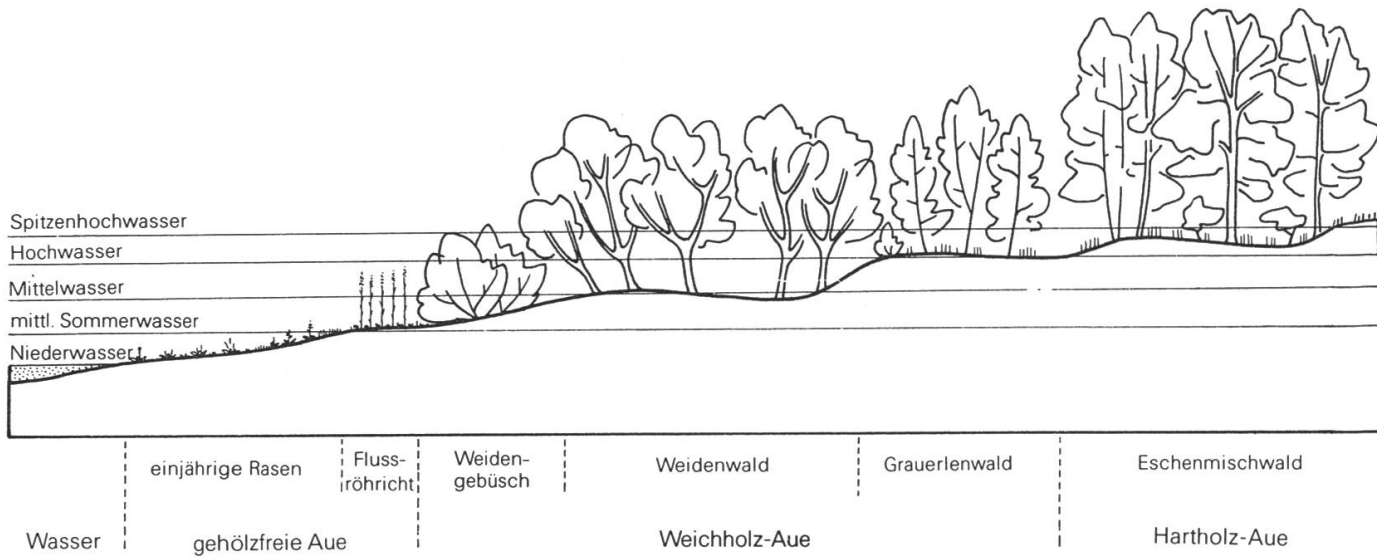 Spitzenhochwasser
Hochwasser
Mittelwasser
mittl. Sommerwasser
Niederwasser
einjährige Rasen
Fluss-
röhricht
Weiden-
gebüsch
Weidenwald
Grauerlenwald
Eschenmischwald
Wasser
gehölzfreie Aue
Weichholz-Aue
Hartholz-Aue